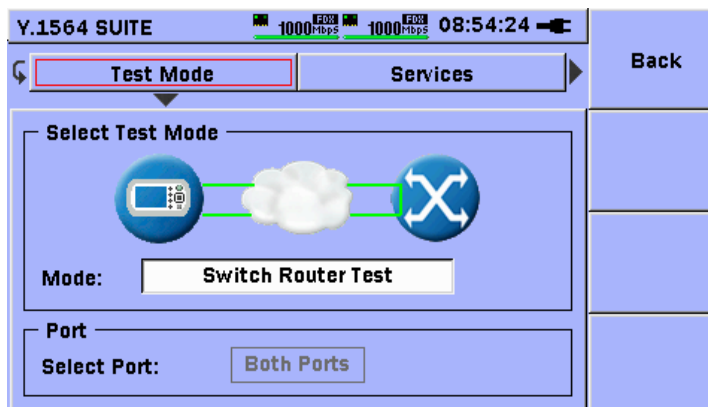 Y.1564 SUITE
1000 FDX Mbps 1000 FDX Mbps 08:54:24
Back
Test Mode Services
Select Test Mode
Mode: Switch Router Test
Port
Select Port: Both Ports